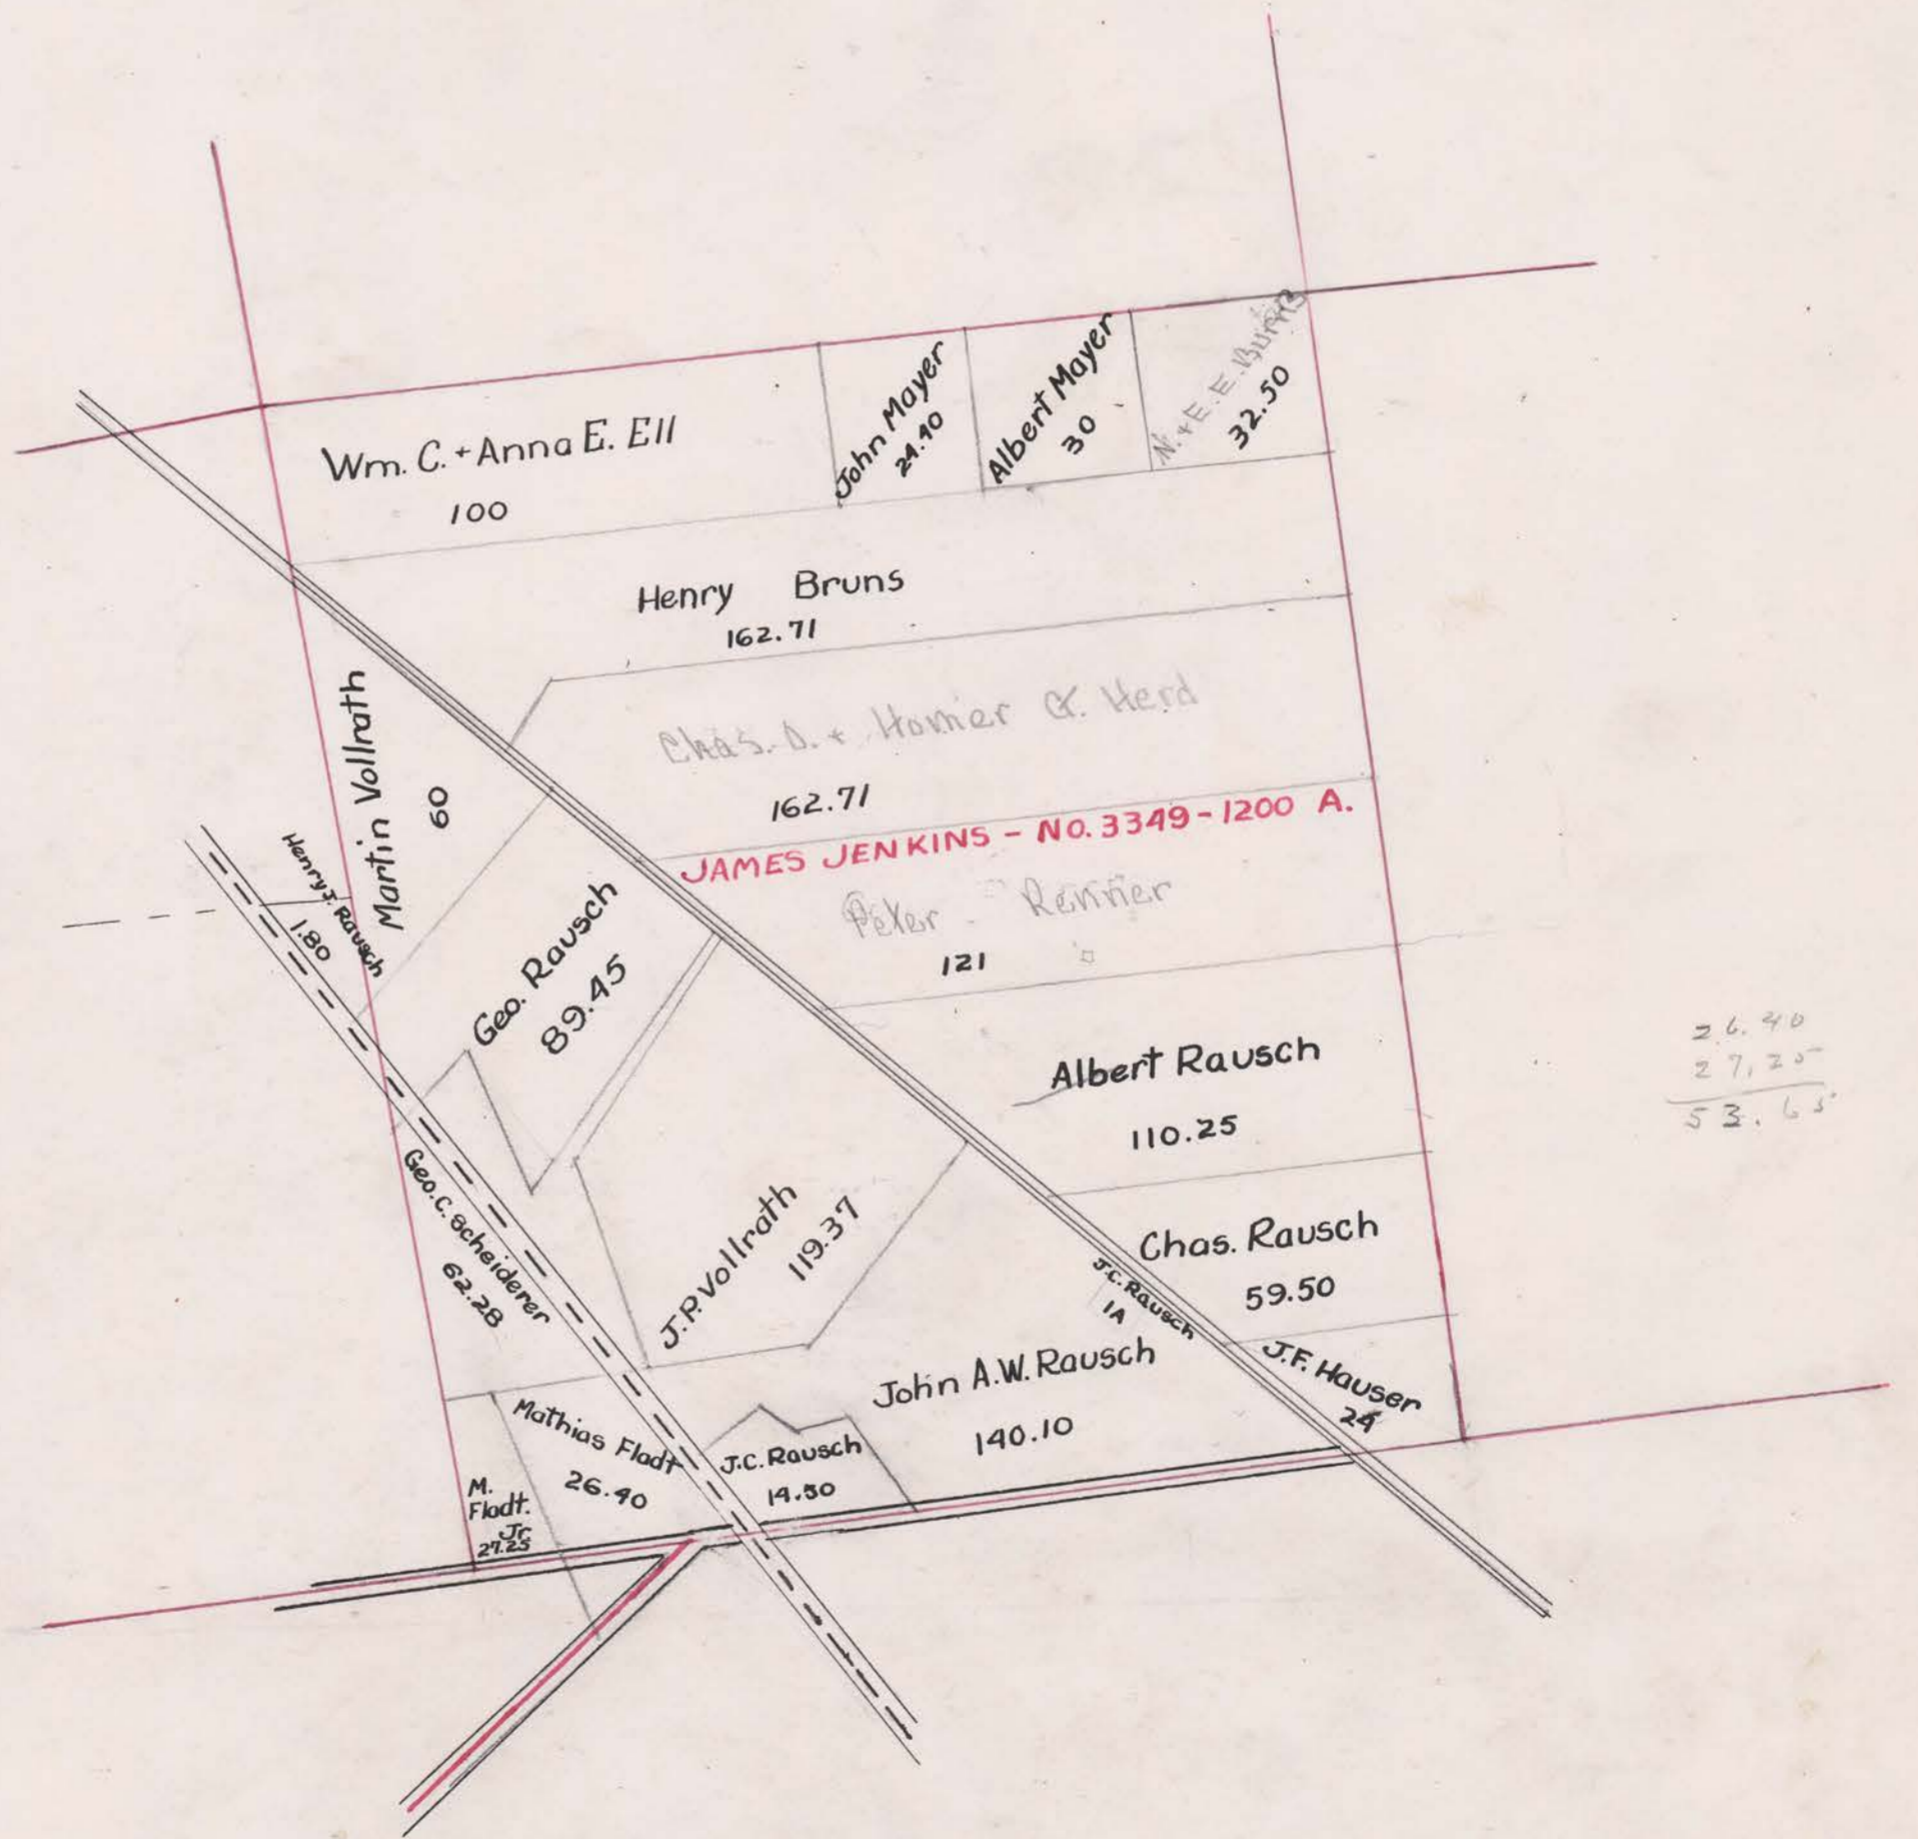 Wm. C. + Anna E. Ell
100
John Mayer
24.40
Albert Mayer
30
N. + E. E. Burns
32.50
Henry Bruns
162.71
Chas. D. + Homer G. Herd
162.71
JAMES JENKINS - NO. 3349 - 1200 A.
Peter Renner
121
Martin Vollrath
60
Henry J. Rausch
1.80
Geo. Rausch
89.45
Albert Rausch
110.25
26.40
27.25
53.65
Geo. C. Scheiderer
62.28
J.P. Vollrath
119.37
Chas. Rausch
59.50
J.C. Rausch
1A
John A.W. Rausch
140.10
J.F. Hauser
24
Mathias Fladt
26.40
J.C. Rausch
14.50
M.
Fladt.
Jr
27.25